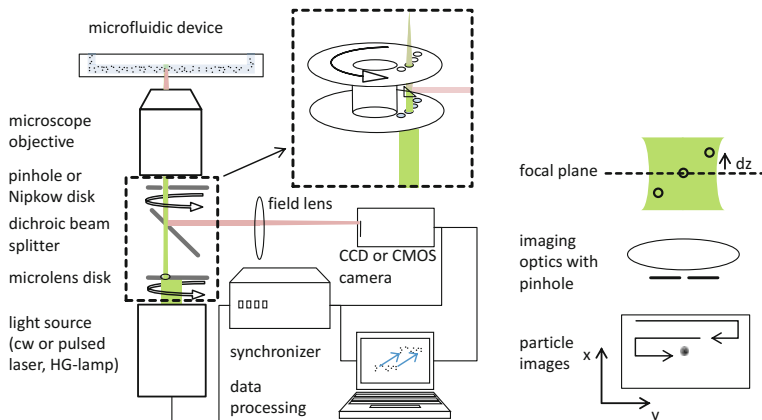 microfluidic device
microscope
objective
pinhole or
Nipkow disk
dichroic beam
splitter
microlens disk
light source
(cw or pulsed
laser, HG-lamp)
field lens
CCD or CMOS
camera
synchronizer
data
processing
focal plane
dz
imaging
optics with
pinhole
particle
images
x
y